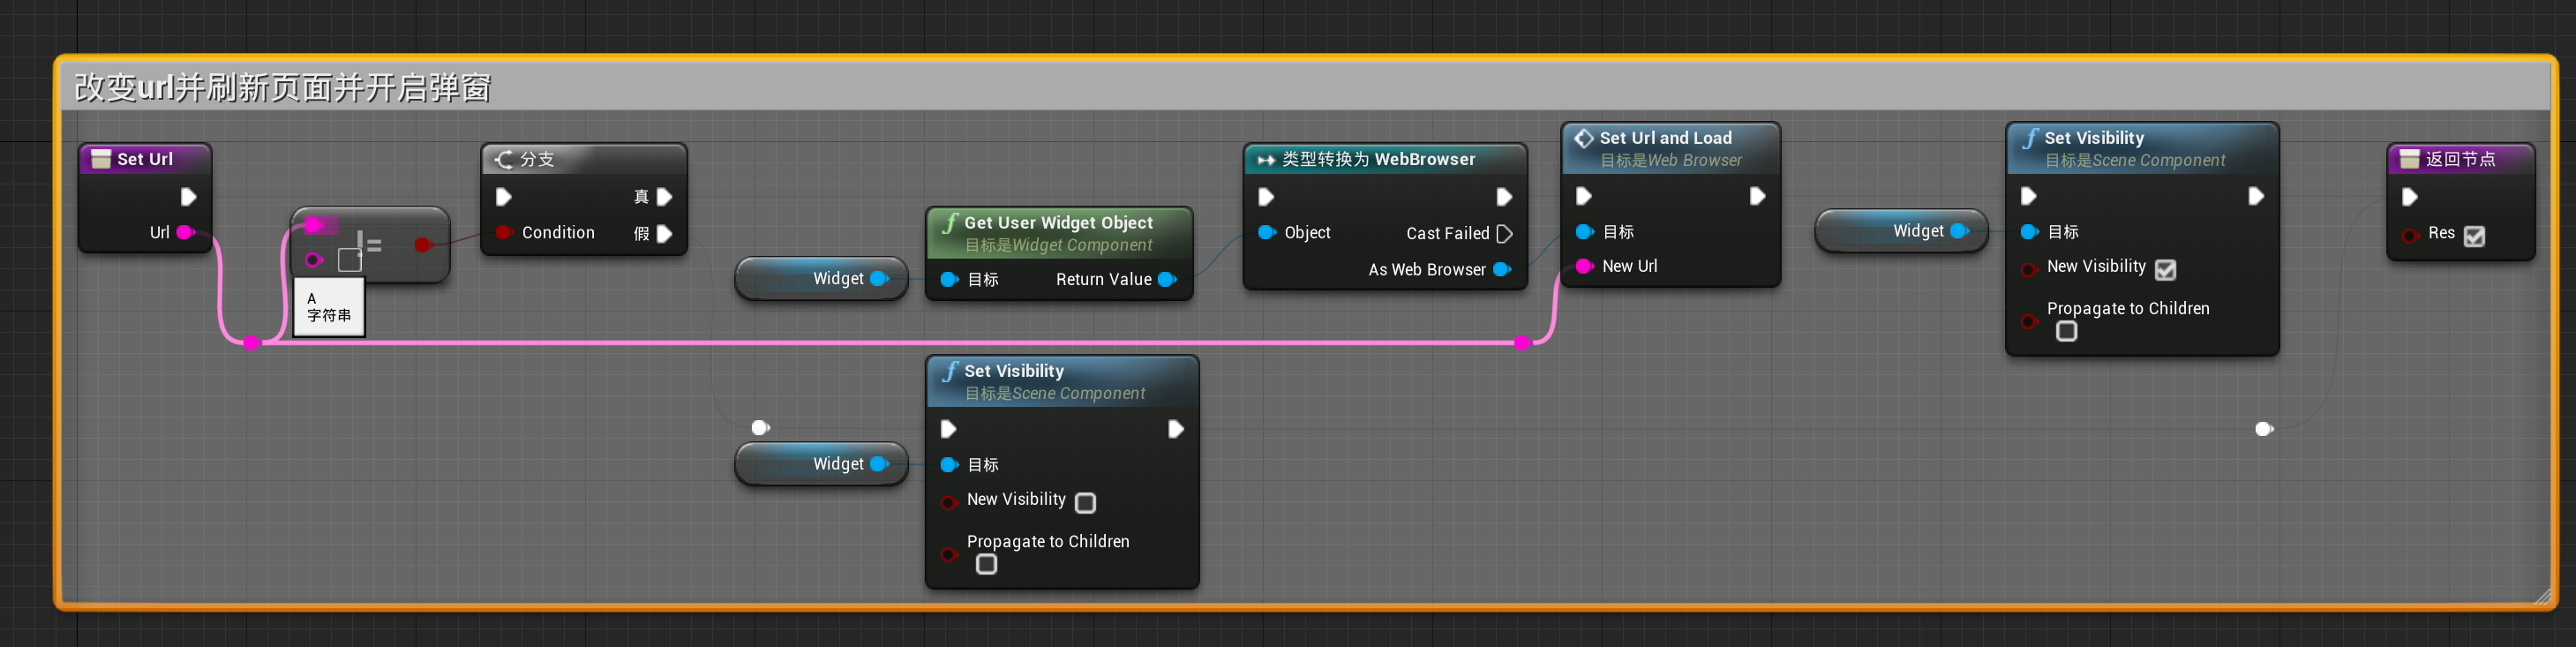 改变url并刷新页面并开启弹窗
Set Url
Url
!=
A
字符串
分支
真
Condition
假
Widget
Get User Widget Object
目标是Widget Component
目标
Return Value
类型转换为 WebBrowser
Object
Cast Failed
As Web Browser
Set Url and Load
目标是Web Browser
目标
New Url
Widget
Set Visibility
目标是Scene Component
目标
New Visibility
Propagate to Children
返回节点
Res
Widget
Set Visibility
目标是Scene Component
目标
New Visibility
Propagate to Children